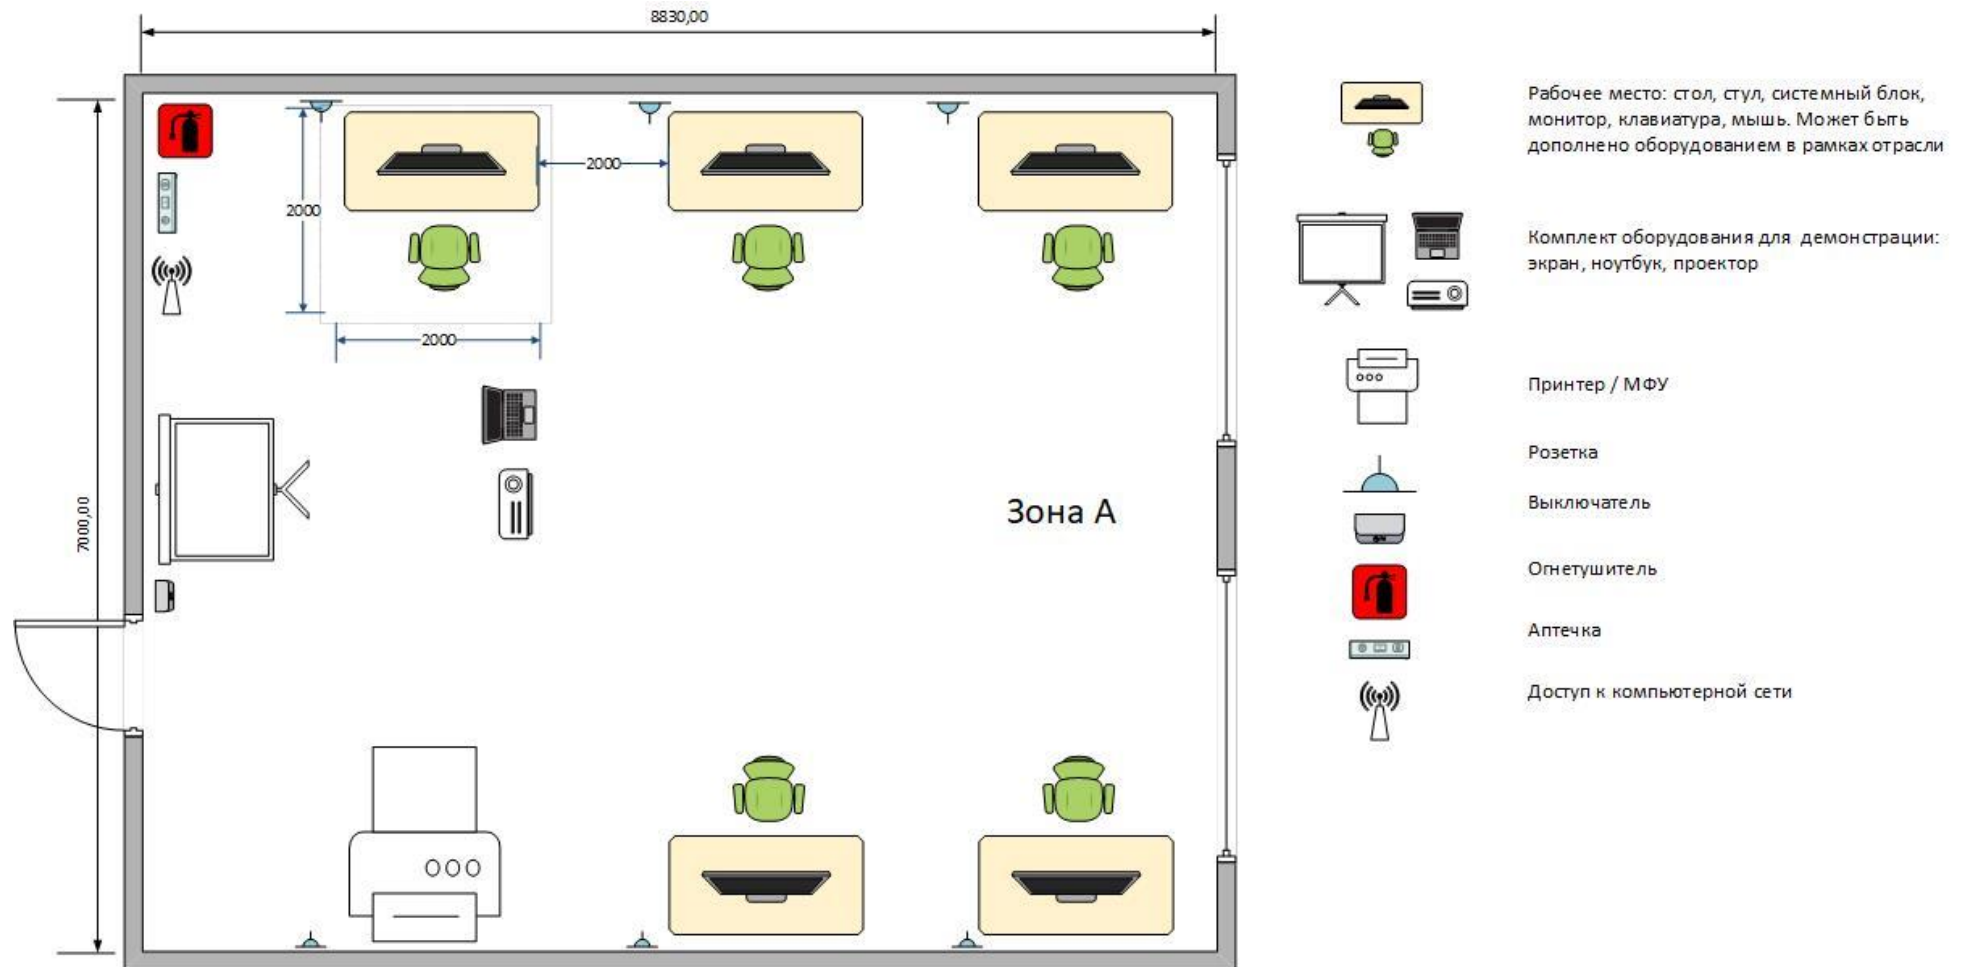 8830,00
7000,00
2000
2000
2000
Зона А
Рабочее место: стол, стул, системный блок,
монитор, клавиатура, мышь. Может быть
дополнено оборудованием в рамках отрасли
Комплект оборудования для демонстрации:
экран, ноутбук, проектор
Принтер / МФУ
Розетка
Выключатель
Огнетушитель
Аптечка
Доступ к компьютерной сети